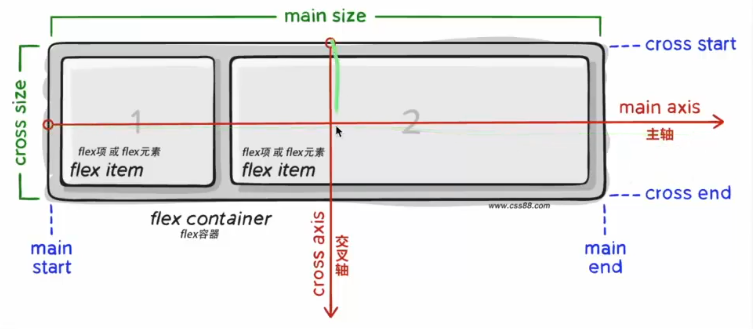 main size
cross start
cross size
1
2
main axis
主轴
flex项 或 flex元素
flex item
flex项 或 flex元素
flex item
cross end
www.css88.com
flex container
flex容器
cross axis
交叉轴
main
start
main
end